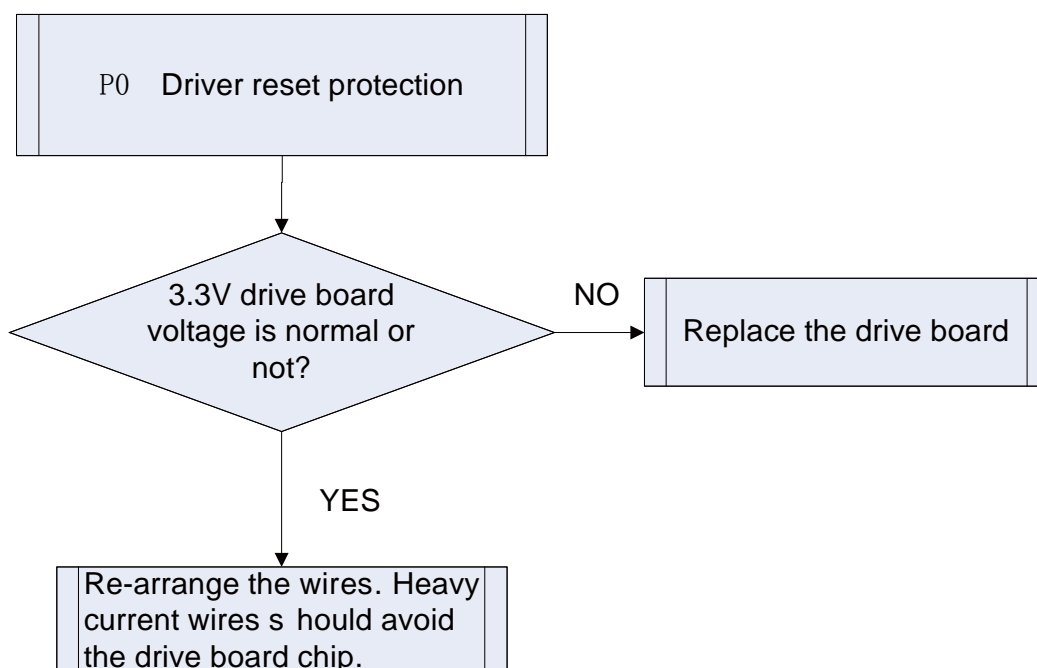 P0 Driver reset protection
3.3V drive board
voltage is normal or
not?
NO
Replace the drive board
YES
Re-arrange the wires. Heavy
current wires s hould avoid
the drive board chip.